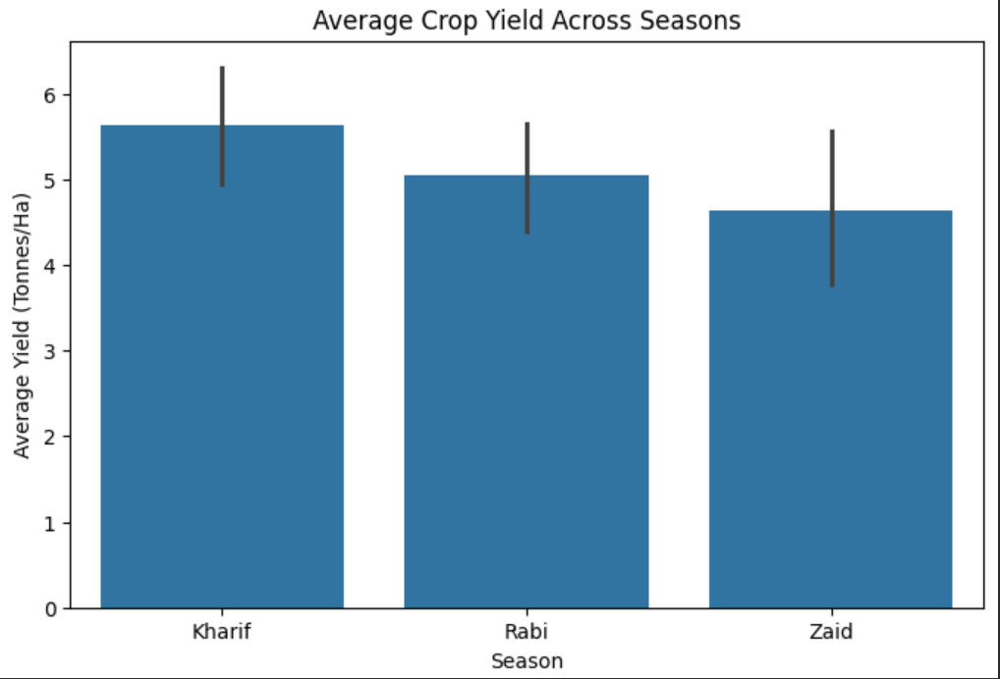 Average Crop Yield Across Seasons
Average Yield (Tonnes/Ha)
6
5
4
3
2
1
0
Kharif
Rabi
Zaid
Season